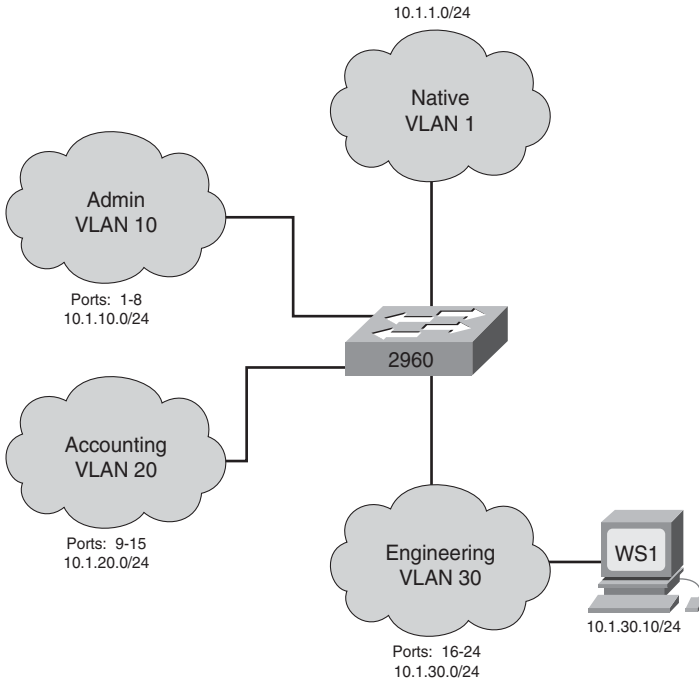 10.1.1.0/24
Native
VLAN 1
Admin
VLAN 10
Ports: 1-8
10.1.10.0/24
2960
Accounting
VLAN 20
Ports: 9-15
10.1.20.0/24
Engineering
VLAN 30
Ports: 16-24
10.1.30.0/24
WS1
10.1.30.10/24